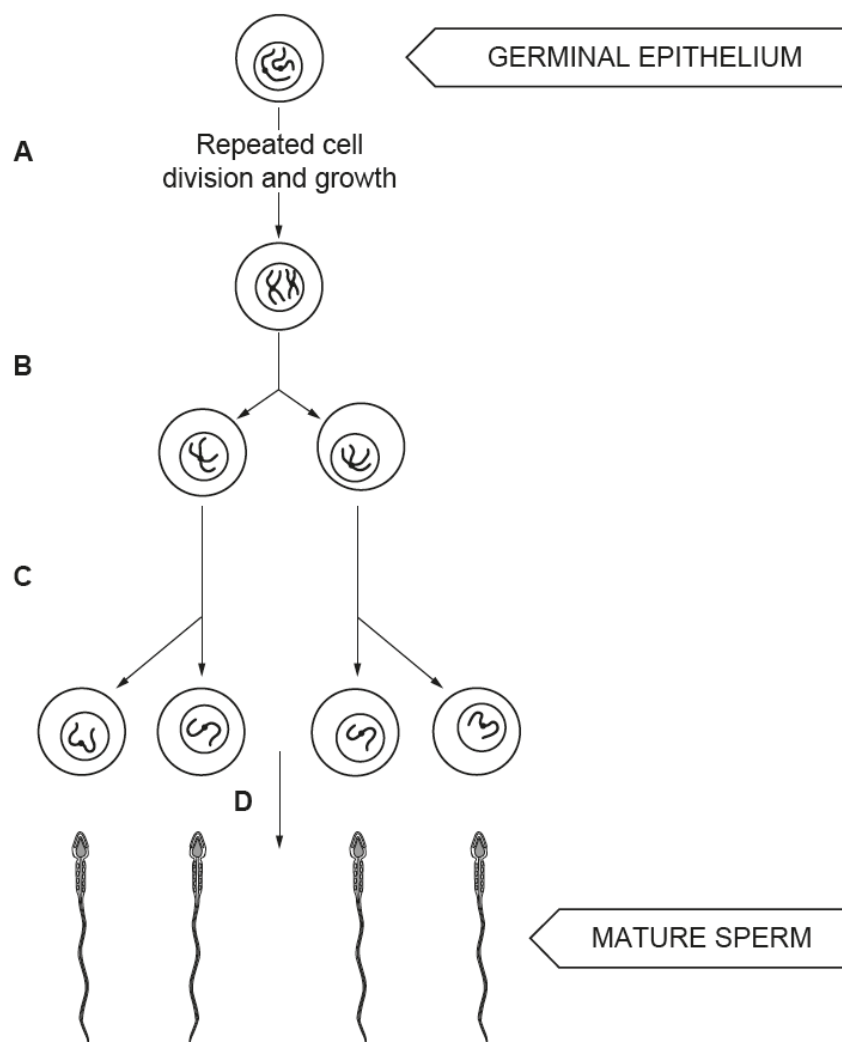 GERMINAL EPITHELIUM
A
Repeated cell
division and growth
B
C
D
MATURE SPERM